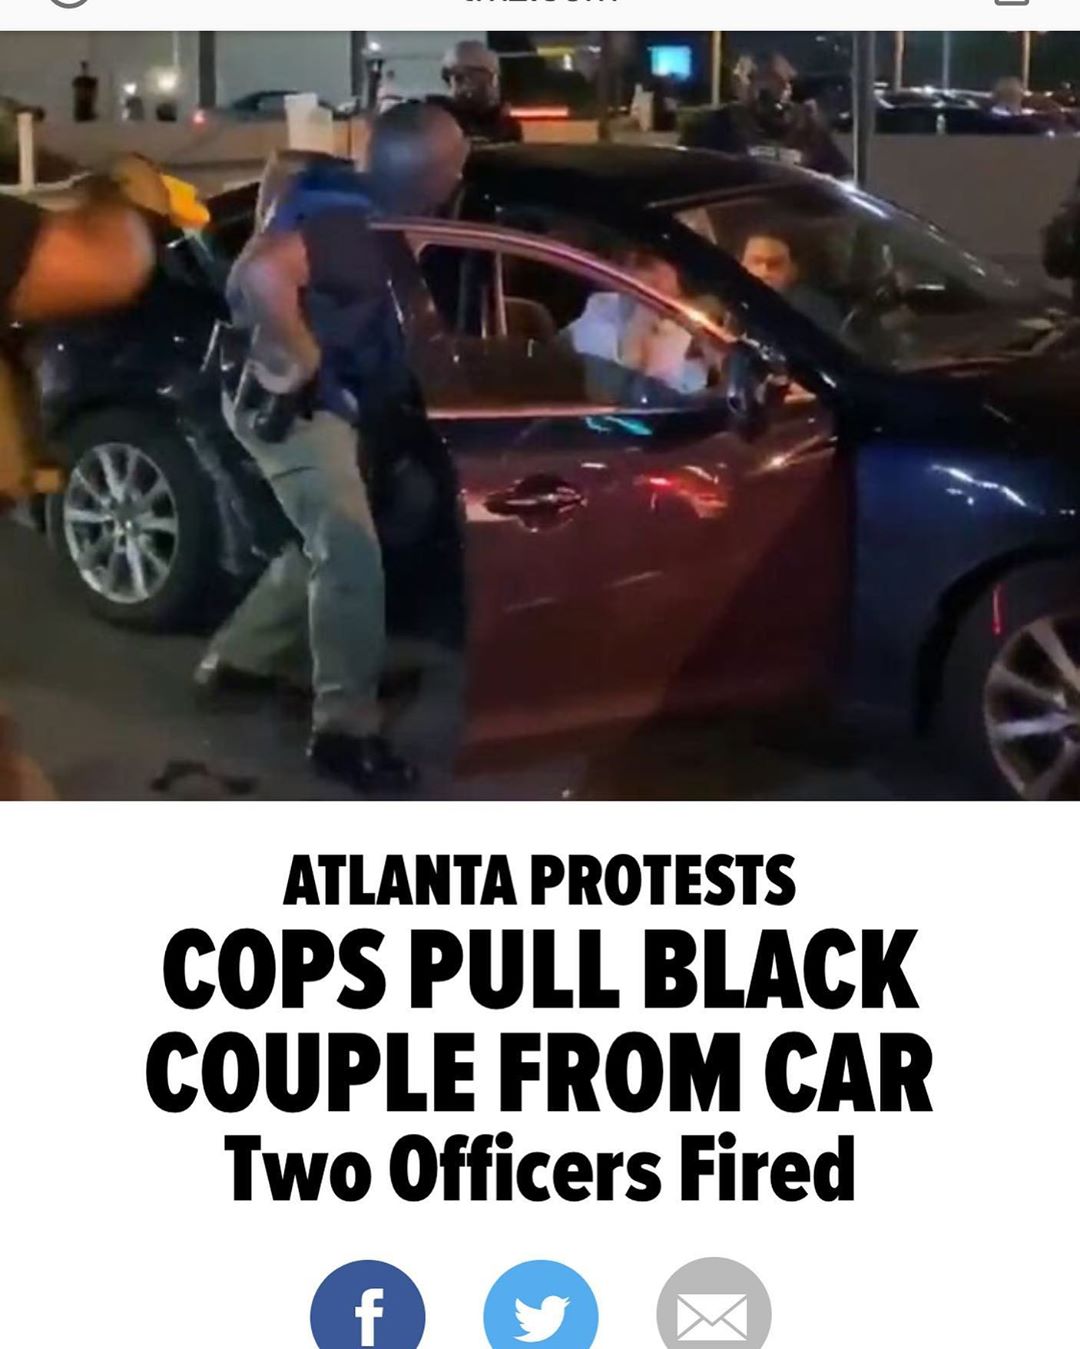 ATLANTA PROTESTS
COPS PULL BLACK
COUPLE FROM CAR
Two Officers Fired